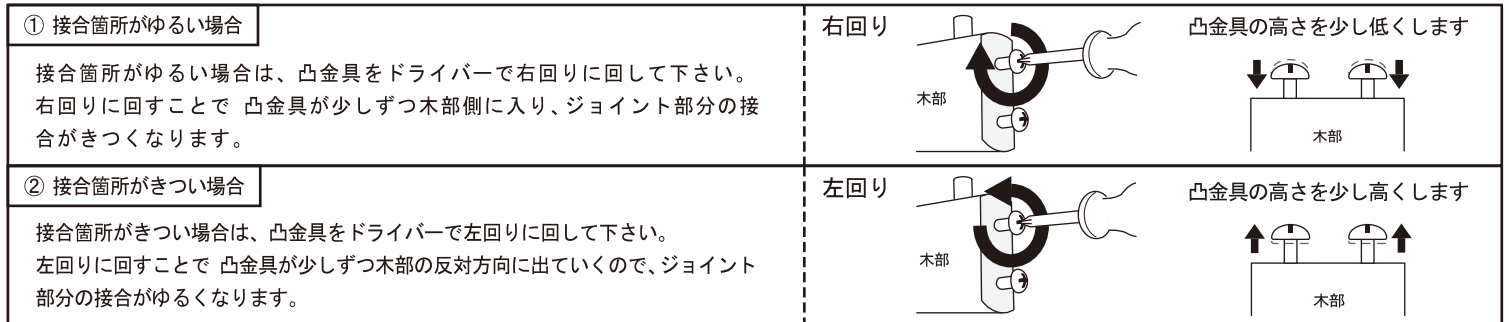 ① 接合箇所がゆるい場合
接合箇所がゆるい場合は、凸金具をドライバーで右回りに回して下さい。
右回りに回すことで 凸金具が少しずつ木部側に入り、ジョイント部分の接
合がきつくなります。
右回り
木部
凸金具の高さを少し低くします
木部
② 接合箇所がきつい場合
接合箇所がきつい場合は、凸金具をドライバーで左回りに回して下さい。
左回りに回すことで 凸金具が少しずつ木部の反対方向に出ていくので、ジョイント
部分の接合がゆるくなります。
左回り
木部
凸金具の高さを少し高くします
木部